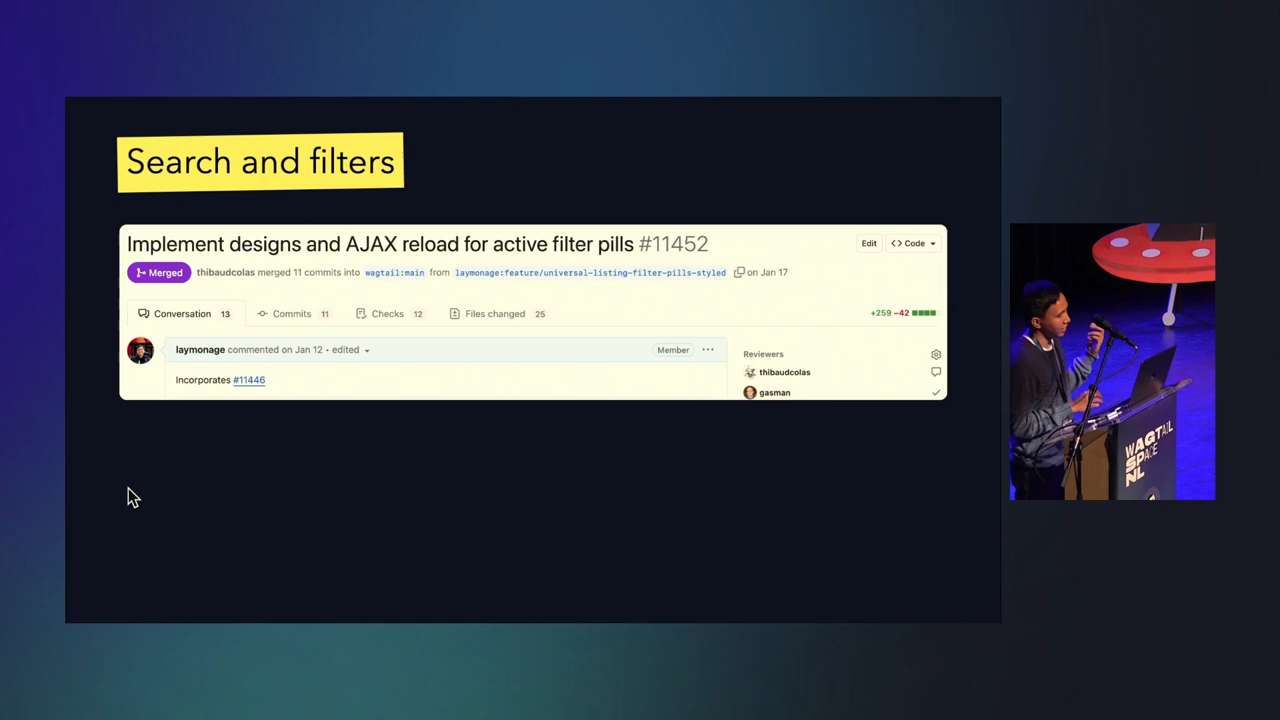 Search and filters
Implement designs and AJAX reload for active filter pills #11452
Edit
<> Code
Merged
thibaudcolas merged 11 commits into wagtail:main from laymonage:feature/universal-listing-filter-pills-styled on Jan 17
Conversation 13
Commits 11
Checks 12
Files changed 25
+259 −42
laymonage commented on Jan 12 • edited
Member
Incorporates #11446
Reviewers
thibaudcolas
gasman
WAGTAIL
SPACE
NL